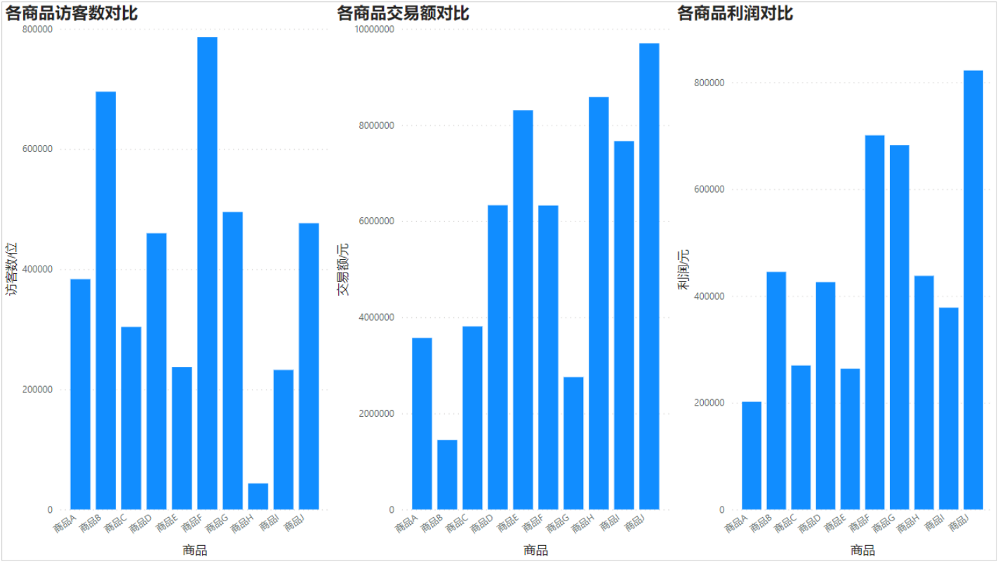 各商品访客数对比
800000
600000
400000
200000
0
访客数/位
商品A
商品B
商品C
商品D
商品E
商品F
商品G
商品H
商品I
商品J
商品
各商品交易额对比
10000000
8000000
6000000
4000000
2000000
0
交易额/元
商品A
商品B
商品C
商品D
商品E
商品F
商品G
商品H
商品I
商品J
商品
各商品利润对比
800000
600000
400000
200000
0
利润/元
商品A
商品B
商品C
商品D
商品E
商品F
商品G
商品H
商品I
商品J
商品